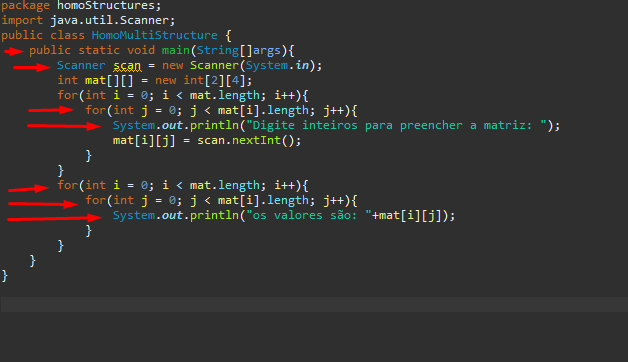 package homoStructures;
import java.util.Scanner;
public class HomoMultiStructure {
public static void main(String[]args){
Scanner scan = new Scanner(System.in);
int mat[][] = new int[2][4];
for(int i = 0; i < mat.length; i++){
for(int j = 0; j < mat[i].length; j++){
System.out.println("Digite inteiros para preencher a matriz: ");
mat[i][j] = scan.nextInt();
}
}
for(int i = 0; i < mat.length; i++){
for(int j = 0; j < mat[i].length; j++){
System.out.println("os valores são: "+mat[i][j]);
}
}
}
}